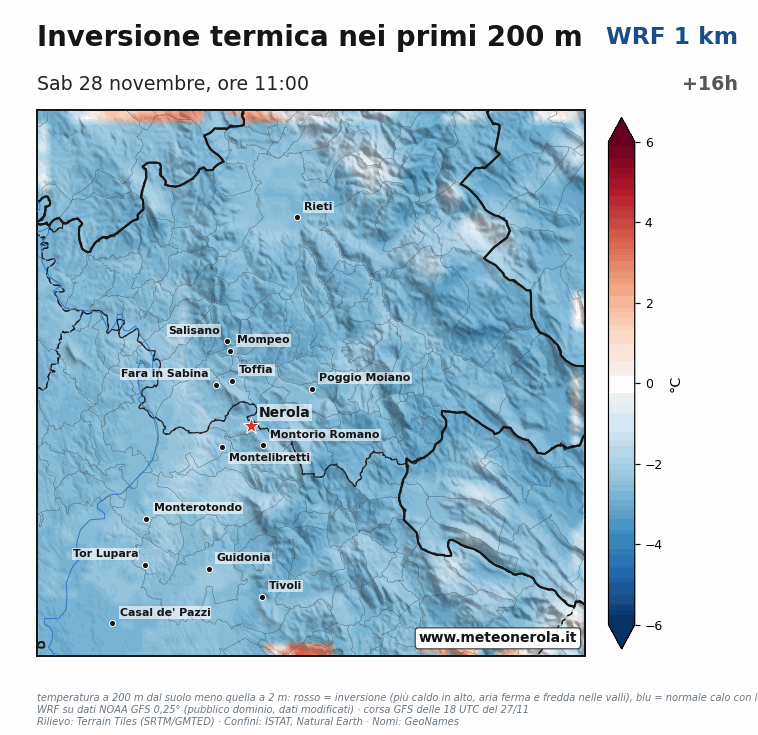 Inversione termica nei primi 200 m WRF 1 km
Sab 28 novembre, ore 11:00 +16h
Rieti
Salisano
Mompeo
Toffia
Fara in Sabina
Poggio Moiano
Nerola
Montorio Romano
Montelibretti
Monterotondo
Tor Lupara
Guidonia
Tivoli
Casal de' Pazzi
www.meteonerola.it
6
4
2
0
−2
−4
−6
°C
temperatura a 200 m dal suolo meno quella a 2 m: rosso = inversione (più caldo in alto, aria ferma e fredda nelle valli), blu = normale calo con l
WRF su dati NOAA GFS 0,25° (pubblico dominio, dati modificati) · corsa GFS delle 18 UTC del 27/11
Rilievo: Terrain Tiles (SRTM/GMTED) · Confini: ISTAT, Natural Earth · Nomi: GeoNames